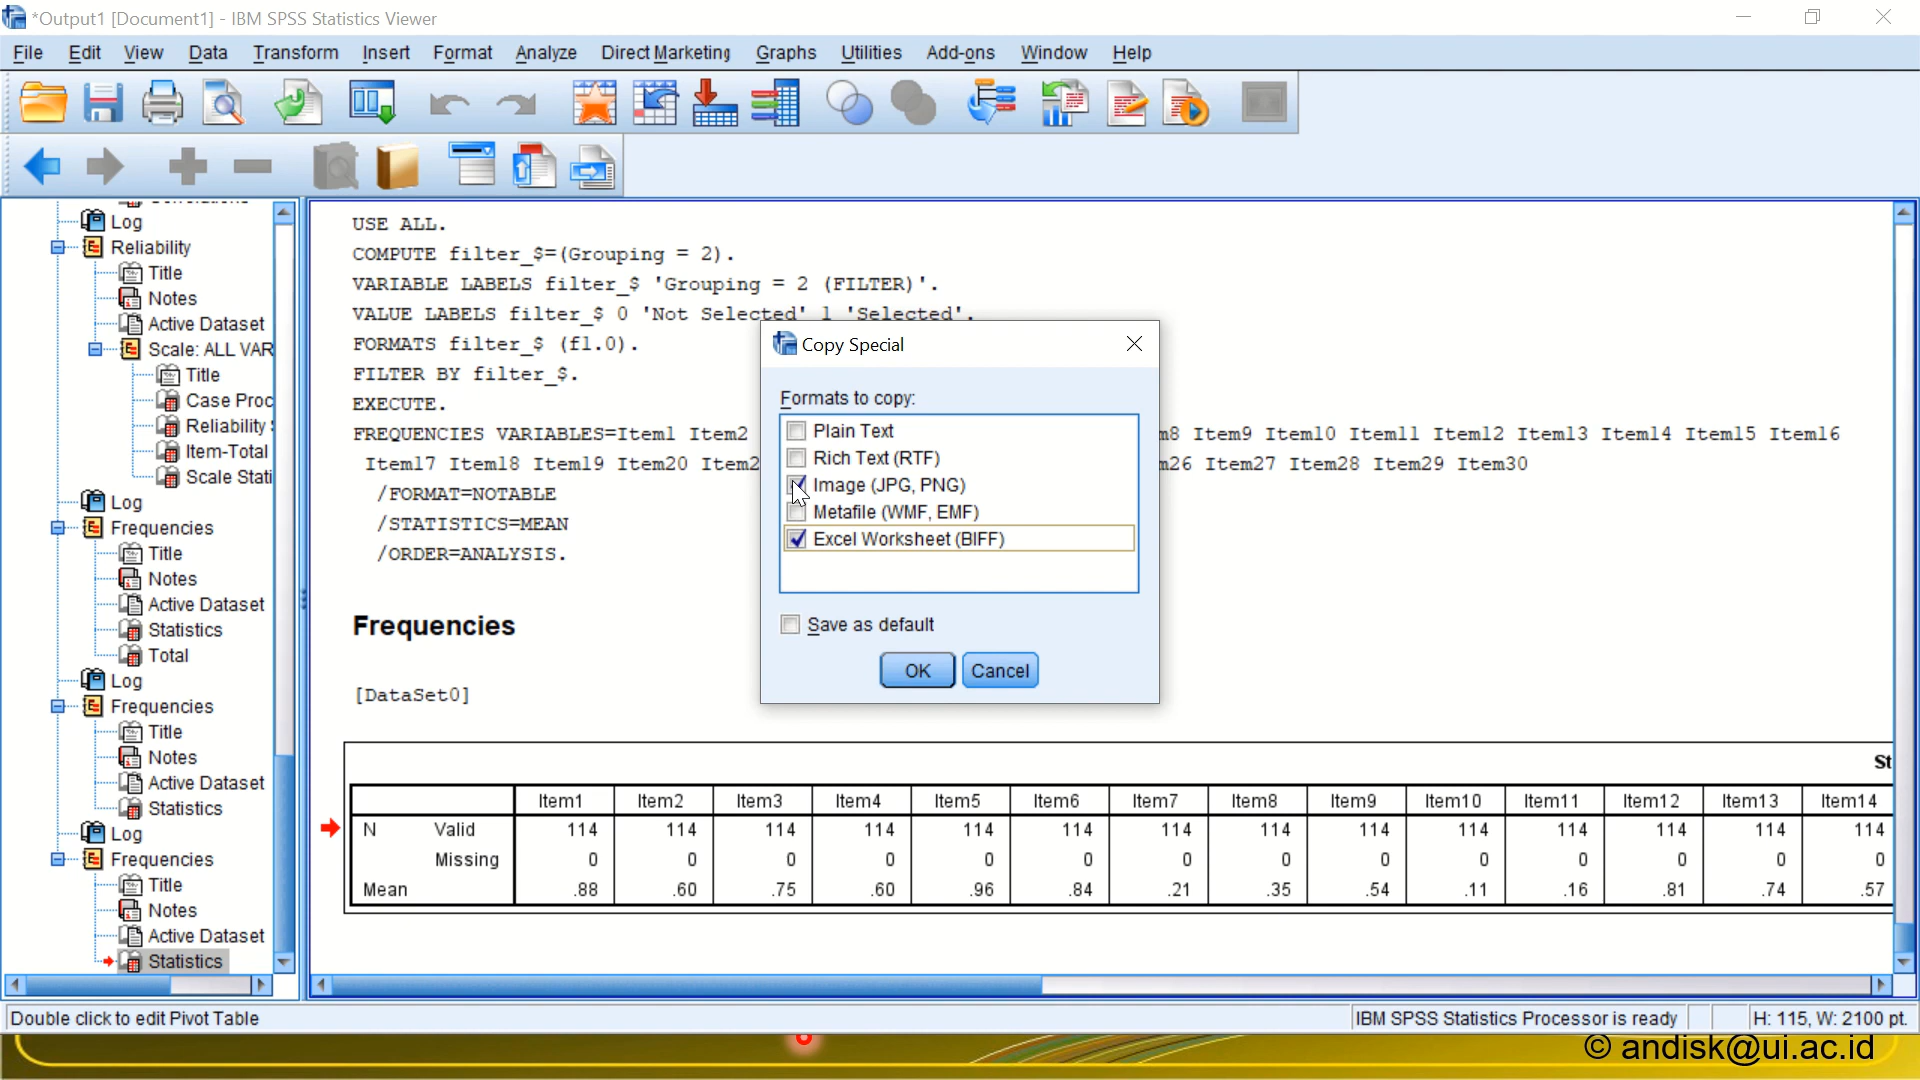 *Output1 [Document1] - IBM SPSS Statistics Viewer
File Edit View Data Transform Insert Format Analyze Direct Marketing Graphs Utilities Add-ons Window Help
Log
Reliability
Title
Notes
Active Dataset
Scale: ALL VAR
Title
Case Proc
Reliability
Item-Total
Scale Stati
Log
Frequencies
Title
Notes
Active Dataset
Statistics
Total
Log
Frequencies
Title
Notes
Active Dataset
Statistics
Log
Frequencies
Title
Notes
Active Dataset
Statistics
USE ALL.
COMPUTE filter_$=(Grouping = 2).
VARIABLE LABELS filter_$ 'Grouping = 2 (FILTER)'.
VALUE LABELS filter_$ 0 'Not Selected' 1 'Selected'.
FORMATS filter_$ (f1.0).
FILTER BY filter_$.
EXECUTE.
FREQUENCIES VARIABLES=Item1 Item2 m8 Item9 Item10 Item11 Item12 Item13 Item14 Item15 Item16
Item17 Item18 Item19 Item20 Item2 m26 Item27 Item28 Item29 Item30
/FORMAT=NOTABLE
/STATISTICS=MEAN
/ORDER=ANALYSIS.
Frequencies
[DataSet0]
Copy Special
Formats to copy:
Plain Text
Rich Text (RTF)
Image (JPG, PNG)
Metafile (WMF, EMF)
Excel Worksheet (BIFF)
Save as default
OK Cancel
St
Item1 Item2 Item3 Item4 Item5 Item6 Item7 Item8 Item9 Item10 Item11 Item12 Item13 Item14
N Valid 114 114 114 114 114 114 114 114 114 114 114 114 114 114
Missing 0 0 0 0 0 0 0 0 0 0 0 0 0 0
Mean .88 .60 .75 .60 .96 .84 .21 .35 .54 .11 .16 .81 .74 .57
Double click to edit Pivot Table
IBM SPSS Statistics Processor is ready
H: 115, W: 2100 pt.
© andisk@ui.ac.id